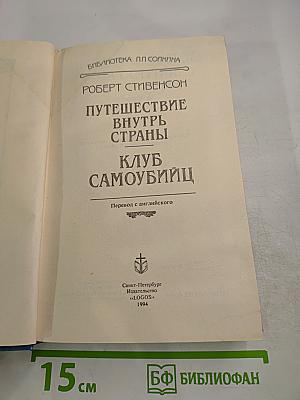 БИБЛИОТЕКА П.П.СОЙКИНА
РОБЕРТ СТИВЕНСОН
ПУТЕШЕСТВИЕ
ВНУТРЬ
СТРАНЫ
КЛУБ
САМОУБИЙЦ
Перевод с английского
Санкт-Петербург
Издательство
«LOGOS»
1994
15 см
БФ БИБЛИОФАН